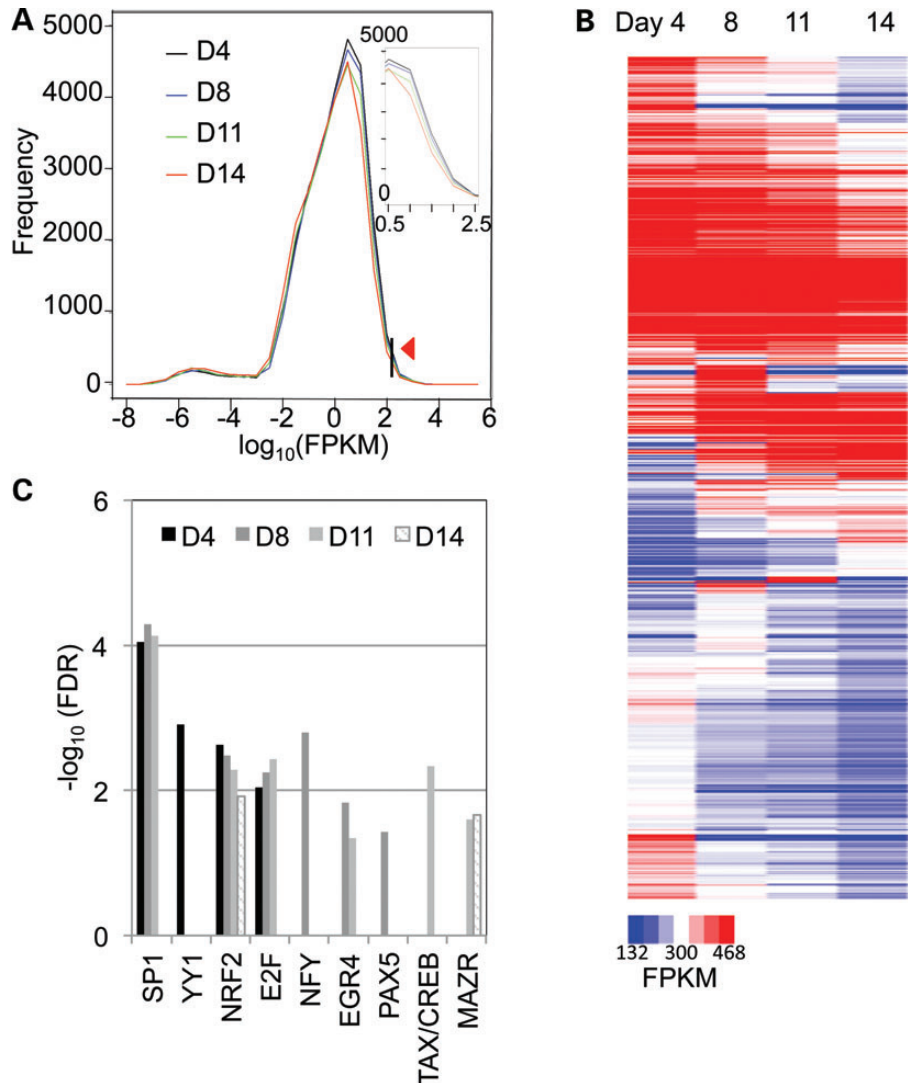 A
5000
4000
3000
2000
1000
0
Frequency
D4
D8
D11
D14
5000
0
0.5
2.5
-8 -6 -4 -2 0 2 4 6
log10(FPKM)
B
Day 4 8 11 14
132 300 468
FPKM
C
6
4
2
0
-log10 (FDR)
D4 D8 D11 D14
SP1
YY1
NRF2
E2F
NFY
EGR4
PAX5
TAX/CREB
MAZR